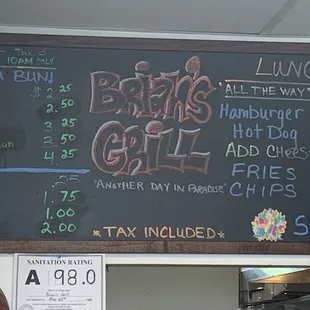 10AM ONLY
BUN!
$2.25
2.50
3.25
3.50
4.25
.25
1.75
1.00
2.00
Brian's
Grill
"ANOTHER DAY IN PARADISE"
*TAX INCLUDED*
LUNC
"ALL THE WAY"
Hamburger
Hot Dog
ADD CHEES
FRIES
CHIPS
S
SANITATION RATING
A 98.0